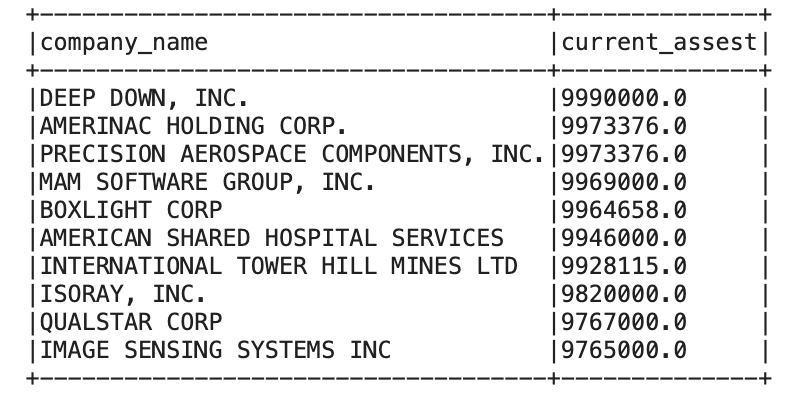 +-------------------------------------+--------------+
|company_name                         |current_assest|
+-------------------------------------+--------------+
|DEEP DOWN, INC.                      |9990000.0     |
|AMERINAC HOLDING CORP.               |9973376.0     |
|PRECISION AEROSPACE COMPONENTS, INC. |9973376.0     |
|MAM SOFTWARE GROUP, INC.             |9969000.0     |
|BOXLIGHT CORP                        |9964658.0     |
|AMERICAN SHARED HOSPITAL SERVICES    |9946000.0     |
|INTERNATIONAL TOWER HILL MINES LTD   |9928115.0     |
|ISORAY, INC.                         |9820000.0     |
|QUALSTAR CORP                        |9767000.0     |
|IMAGE SENSING SYSTEMS INC            |9765000.0     |
+-------------------------------------+--------------+